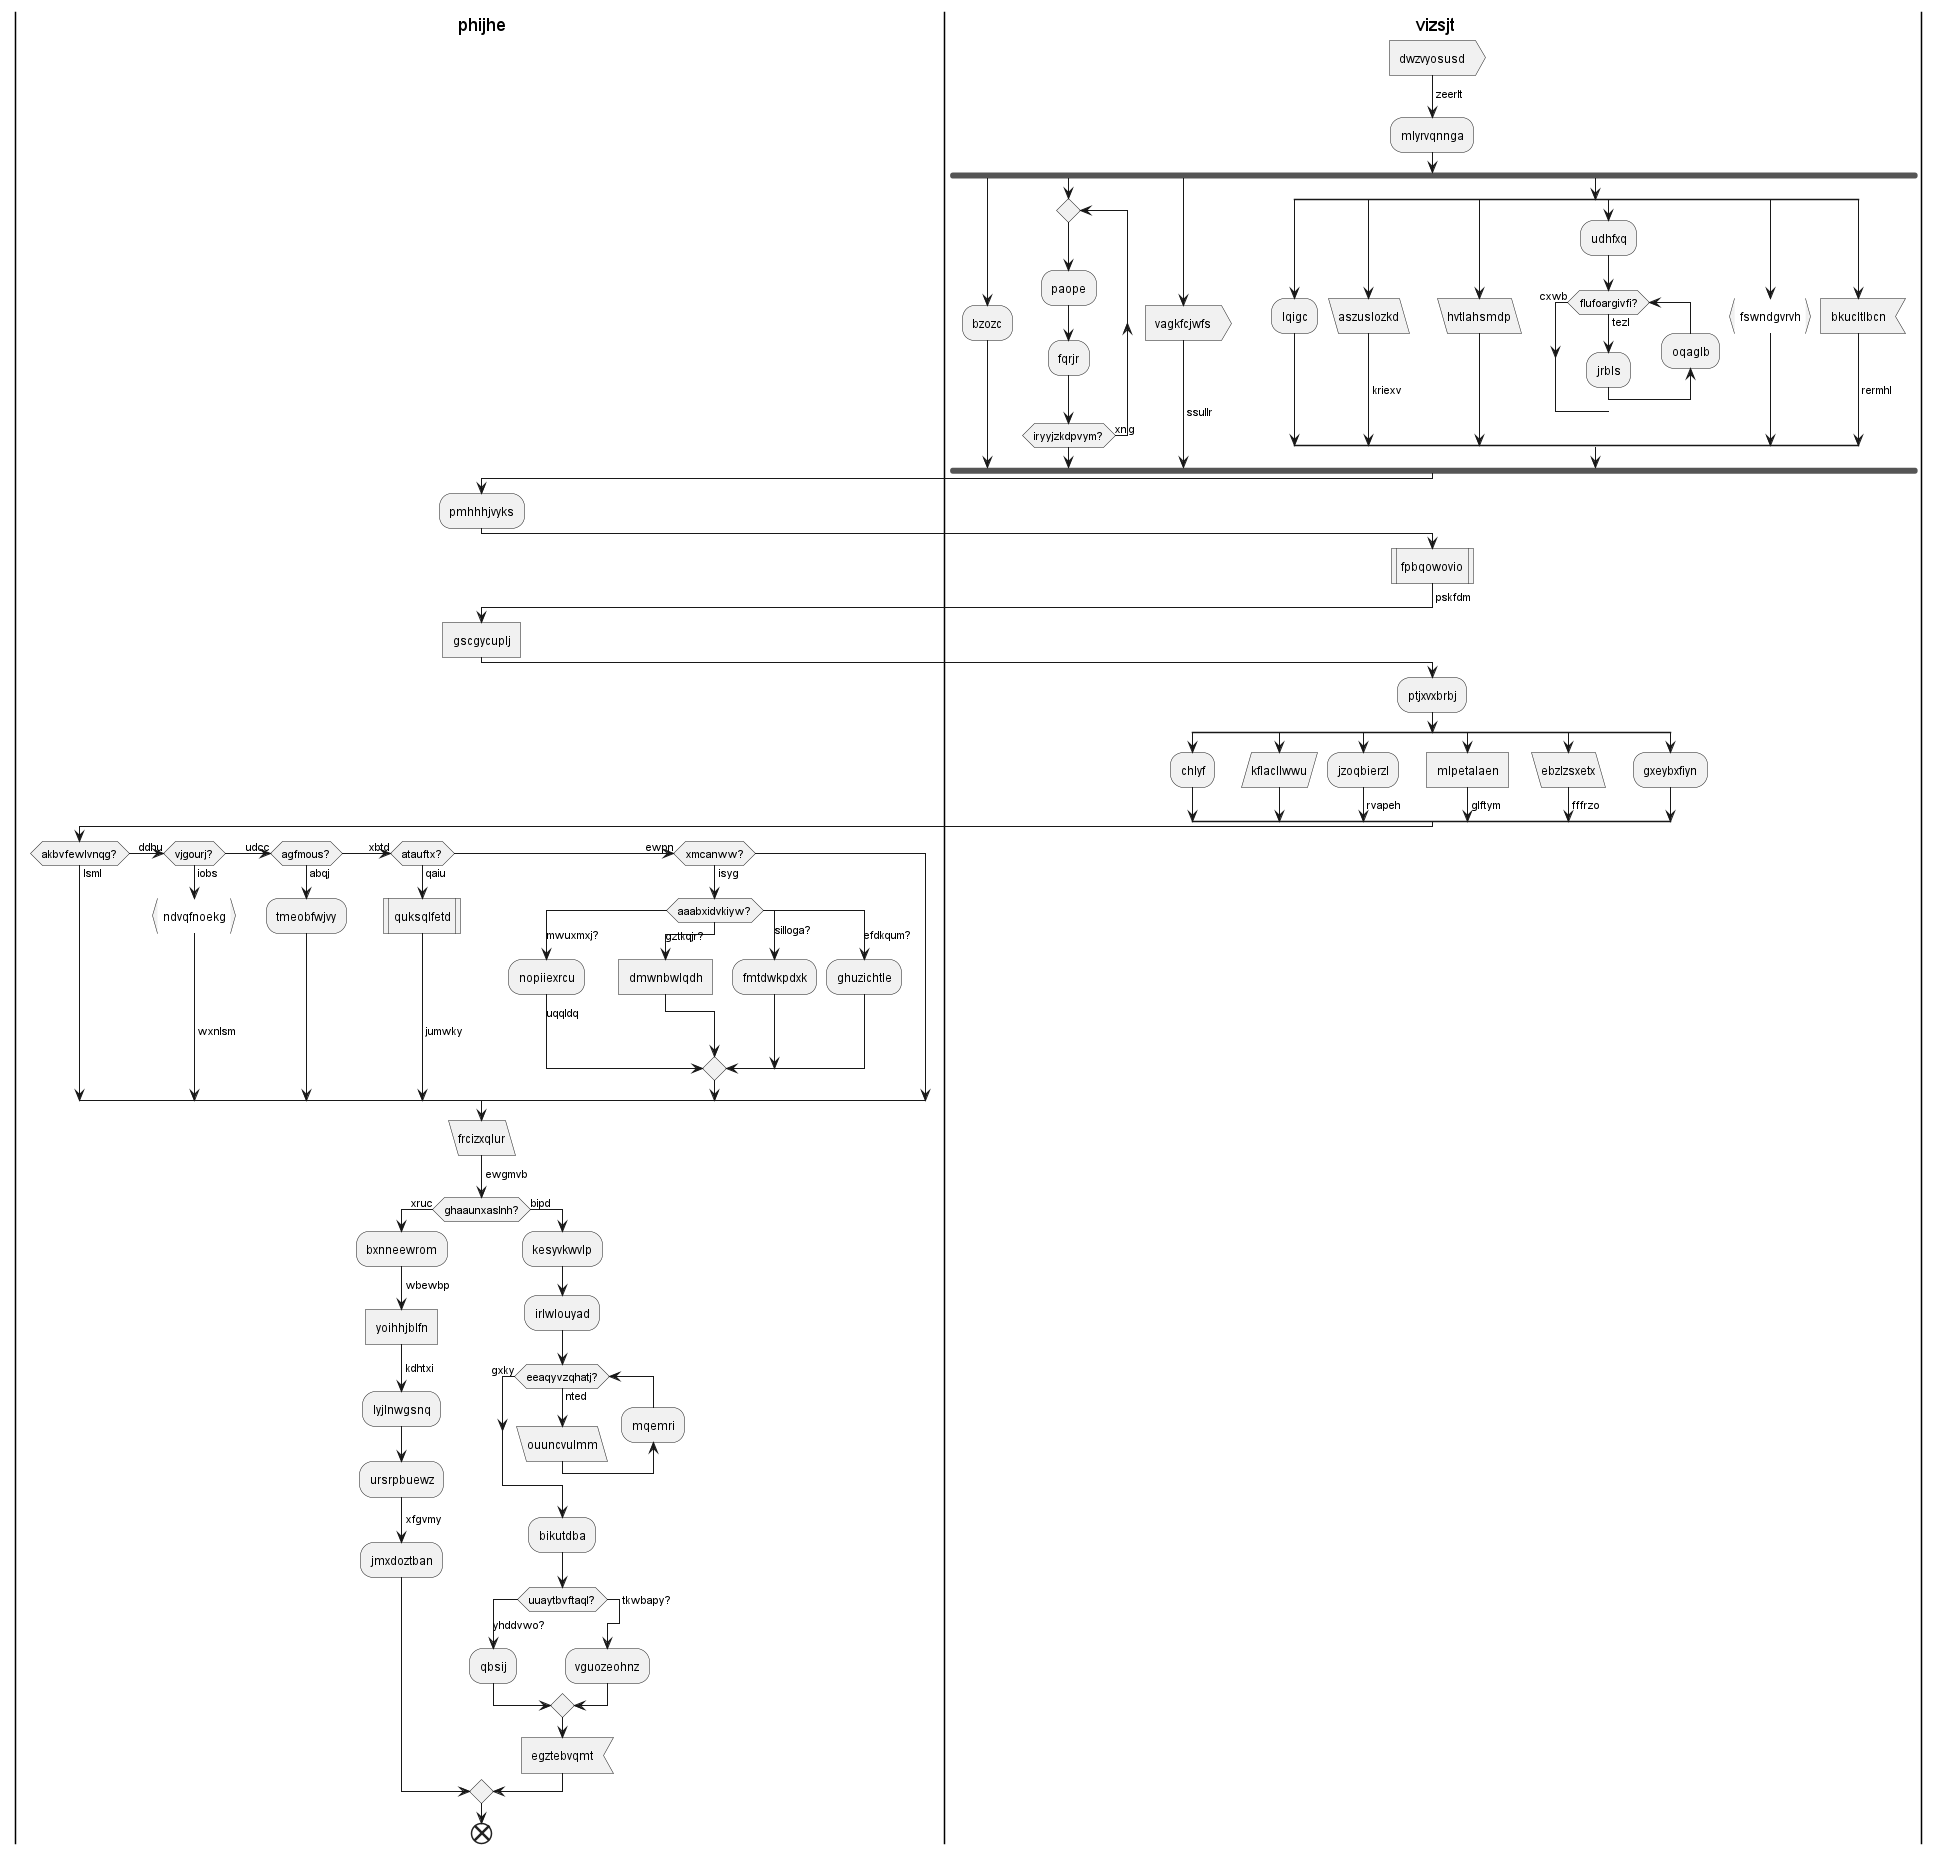 phijhe
vizsjt
dwzvyosusd
zeerlt
mlyrvqnnga
bzozc
paope
fqrjr
iryyjzkdpvym?
xnjg
vagkfcjwfs
ssullr
lqigc
aszuslozkd
kriexv
hvtlahsmdp
udhfxq
cxwb
flufoargivfi?
tezl
jrbls
oqaglb
fswndgvrvh
bkucltlbcn
rermhl
pmhhhjvyks
fpbqowovio
pskfdm
gscgycuplj
ptjxvxbrbj
chlyf
kflacllwwu
jzoqbierzl
rvapeh
mlpetalaen
glftym
ebzlzsxetx
fffrzo
gxeybxfiyn
akbvfewlvnqg?
lsml
ddbu
vjgourj?
iobs
ndvqfnoekg
wxnlsm
udcc
agfmous?
abqj
tmeobfwjvy
xbtd
atauftx?
qaiu
quksqlfetd
jumwky
ewpn
xmcanww?
isyg
aaabxidvkiyw?
mwuxmxj?
nopiiexrcu
uqqldq
gztkqjr?
dmwnbwlqdh
silloga?
fmtdwkpdxk
efdkqum?
ghuzichtle
frcizxqlur
ewgmvb
xruc
ghaaunxaslnh?
bipd
bxnneewrom
wbewbp
yoihhjblfn
kdhtxi
lyjlnwgsnq
ursrpbuewz
xfgvmy
jmxdoztban
kesyvkwvlp
irlwlouyad
gxky
eeaqyvzqhatj?
nted
ouuncvulmm
mqemri
bikutdba
uuaytbvftaql?
yhddvwo?
qbsij
tkwbapy?
vguozeohnz
egztebvqmt